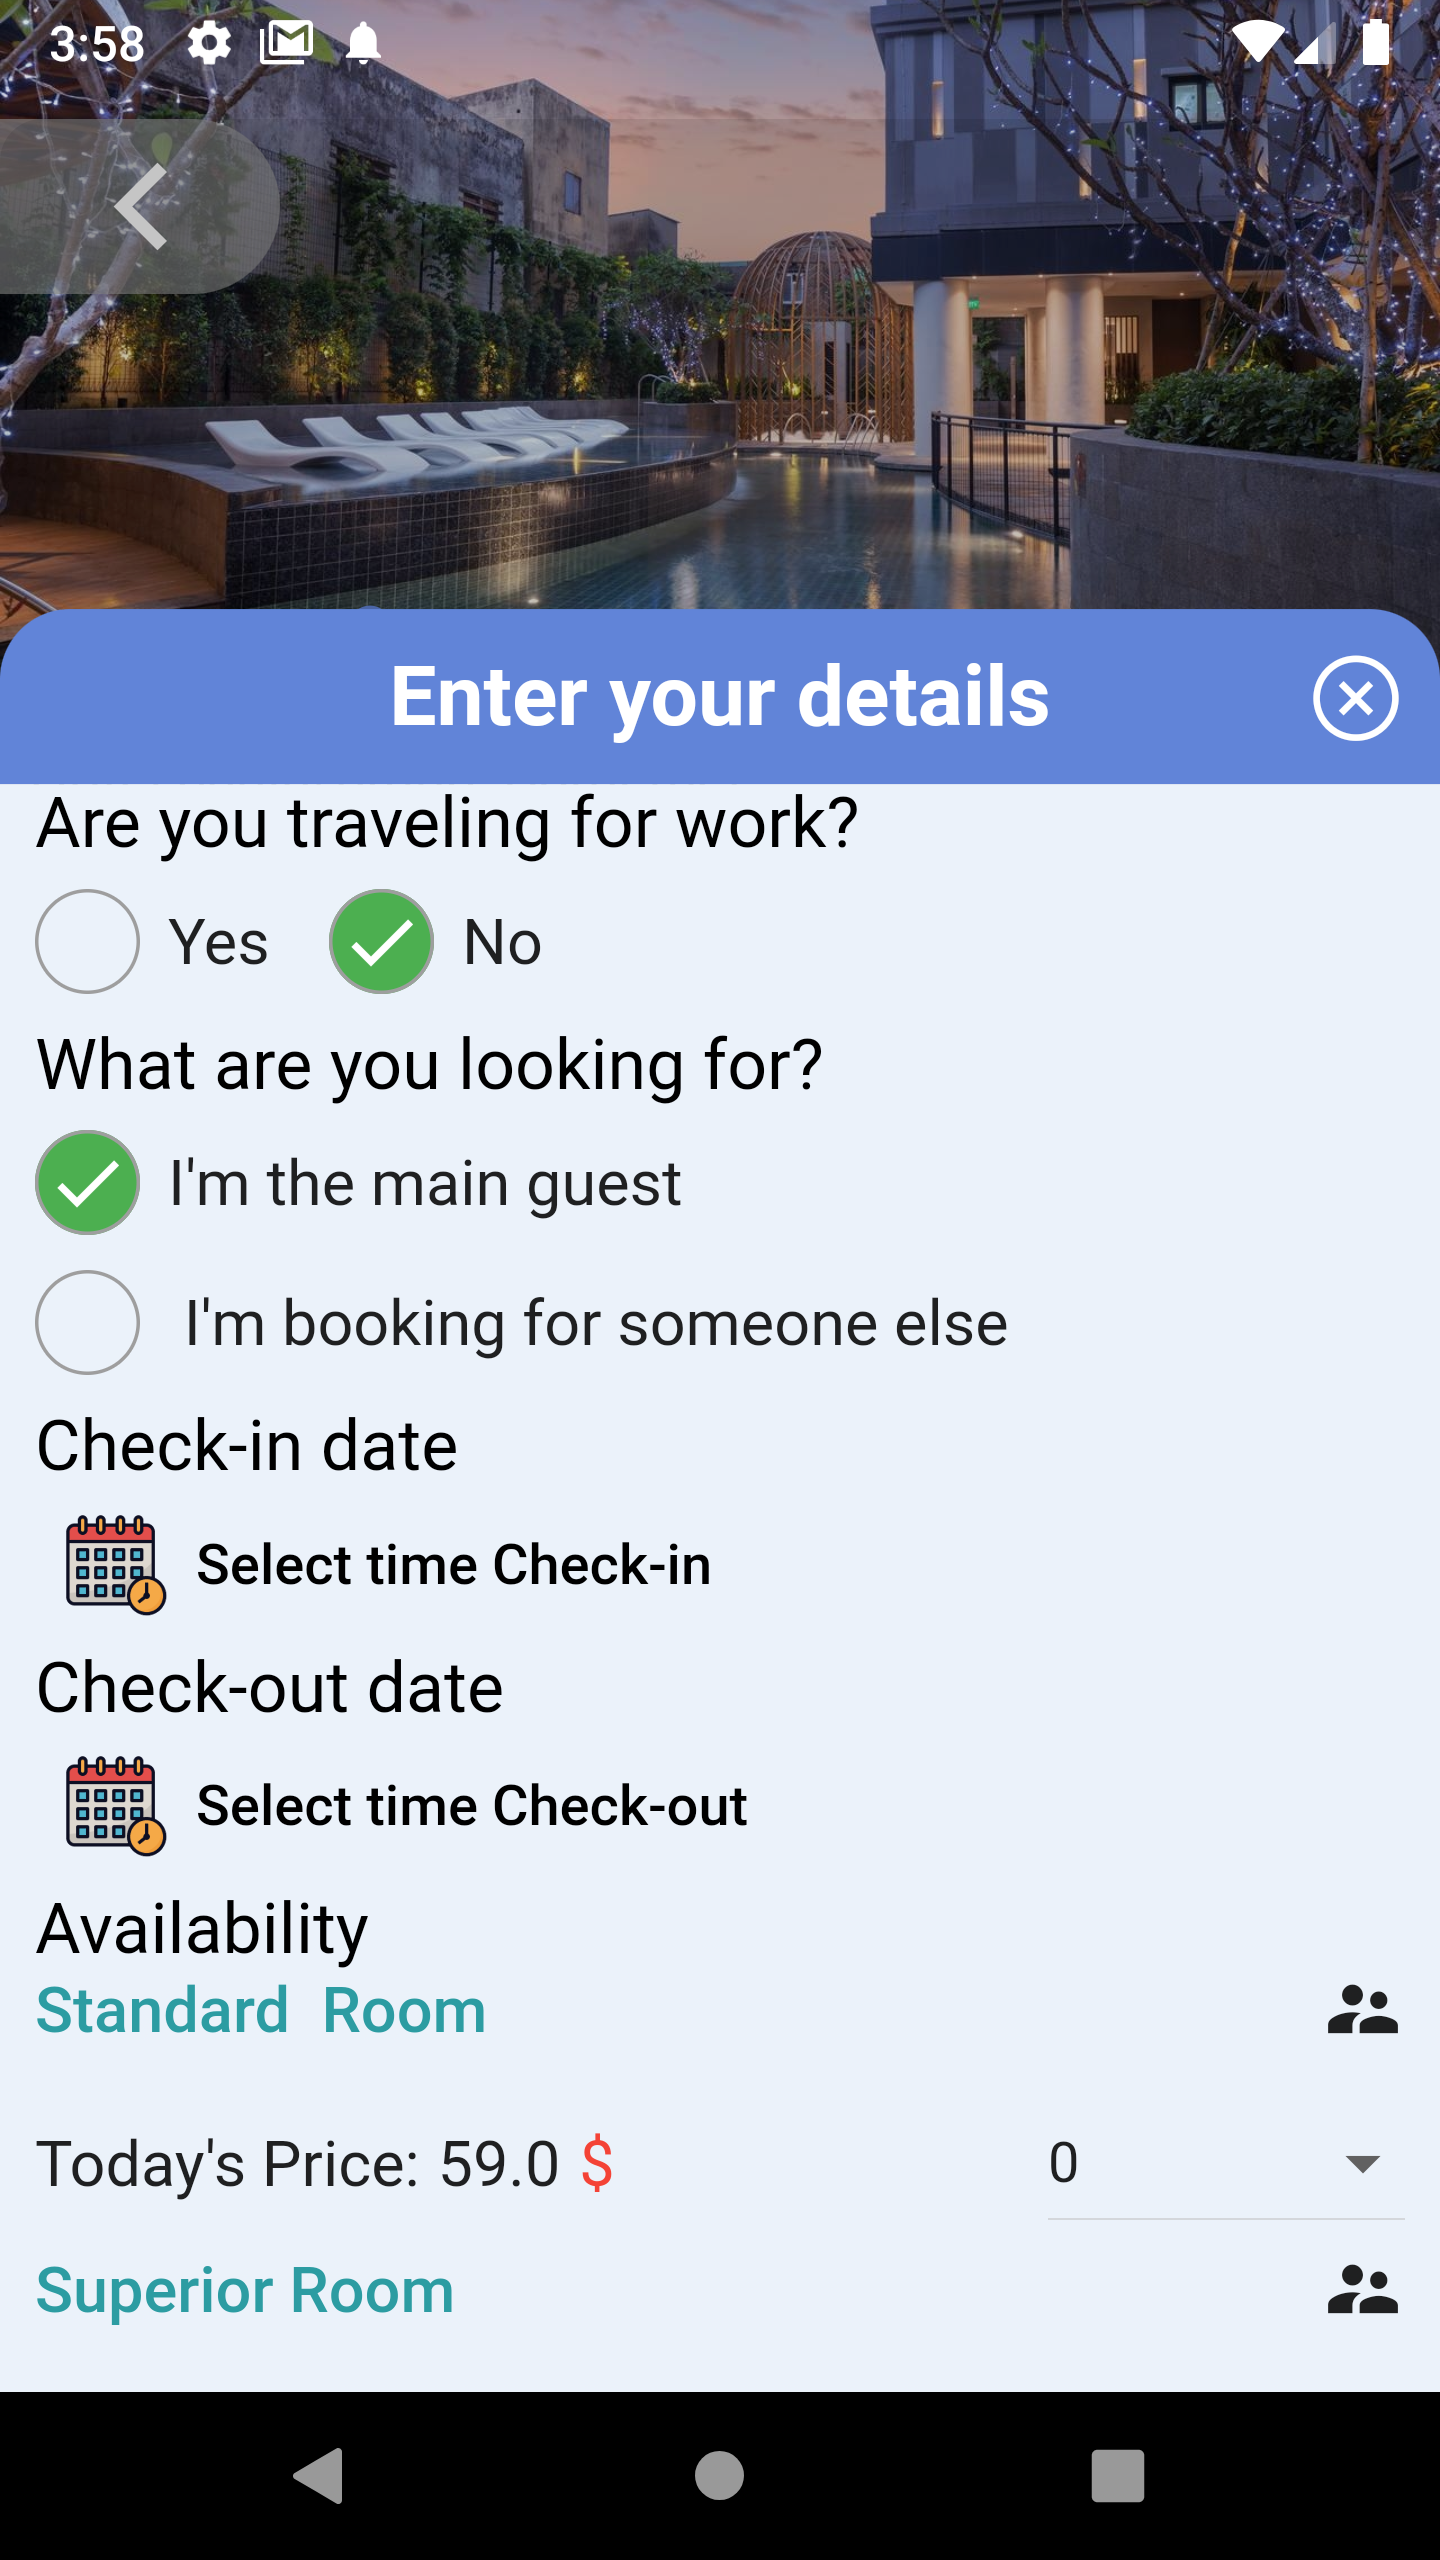 3:58
Enter your details
Are you traveling for work?
Yes No
What are you looking for?
I'm the main guest
I'm booking for someone else
Check-in date
Select time Check-in
Check-out date
Select time Check-out
Availability
Standard  Room
Today's Price: 59.0 $ 0
Superior Room